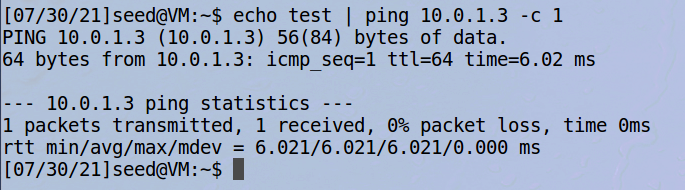 [07/30/21]seed@VM:~$ echo test | ping 10.0.1.3 -c 1
PING 10.0.1.3 (10.0.1.3) 56(84) bytes of data.
64 bytes from 10.0.1.3: icmp_seq=1 ttl=64 time=6.02 ms

--- 10.0.1.3 ping statistics ---
1 packets transmitted, 1 received, 0% packet loss, time 0ms
rtt min/avg/max/mdev = 6.021/6.021/6.021/0.000 ms
[07/30/21]seed@VM:~$